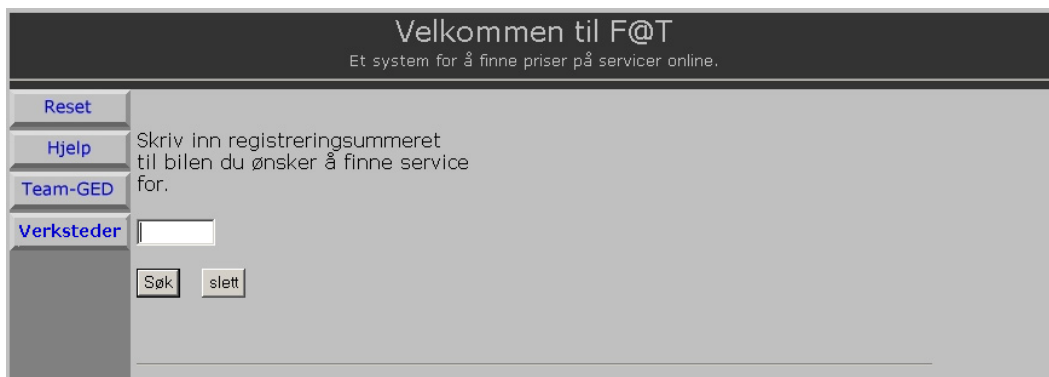 Velkommen til F@T
Et system for å finne priser på servicer online.
Reset
Hjelp
Team-GED
Verksteder
Skriv inn registreringsummeret
til bilen du ønsker å finne service
for.
Søk slett